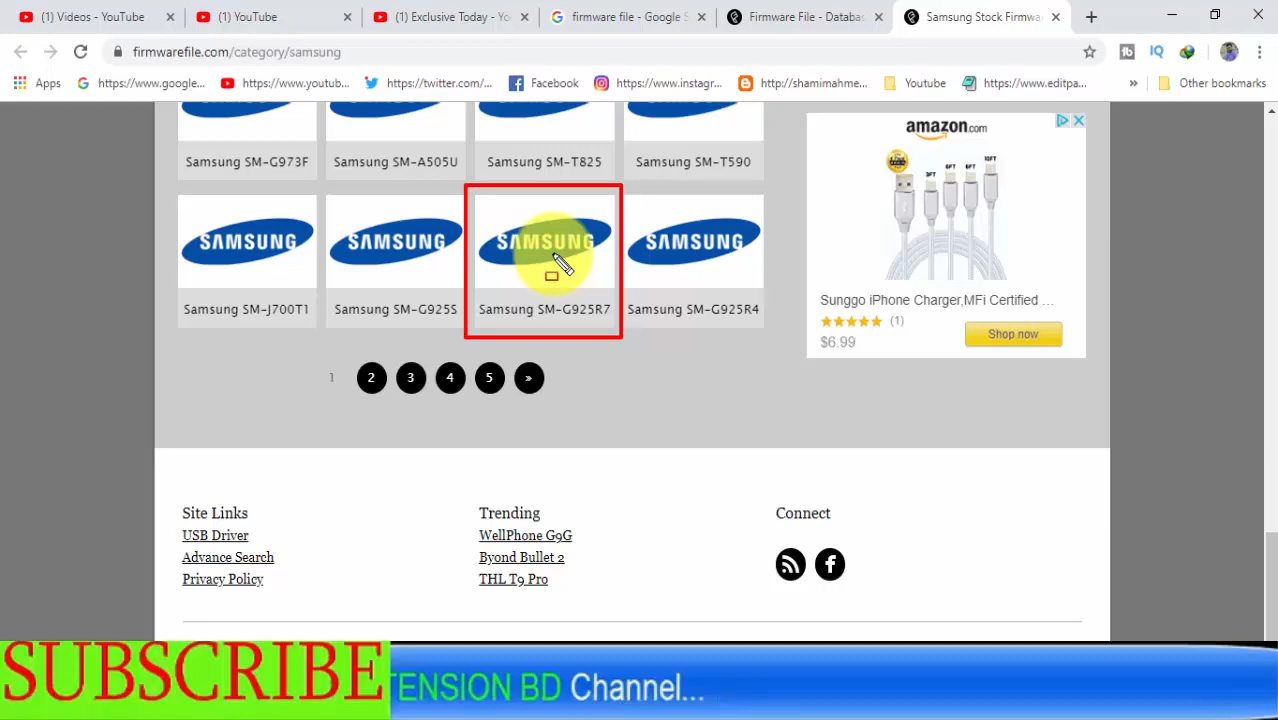 (1) Videos - YouTube
(1) YouTube
(1) Exclusive Today - Yo
firmware file - Google S
Firmware File - Databas
Samsung Stock Firmwa
firmwarefile.com/category/samsung
Apps
https://www.google...
https://www.youtub...
https://twitter.com/...
Facebook
https://www.instagr...
http://shamimahme...
Youtube
https://www.editpa...
»
Other bookmarks
Samsung SM-G973F
Samsung SM-A505U
Samsung SM-T825
Samsung SM-T590
SAMSUNG
SAMSUNG
SAMSUNG
SAMSUNG
Samsung SM-J700T1
Samsung SM-G925S
Samsung SM-G925R7
Samsung SM-G925R4
1 2 3 4 5 »
amazon.com
3FT 6FT 6FT 10FT
Sunggo iPhone Charger,MFi Certified ...
(1)
$6.99
Shop now
Site Links
USB Driver
Advance Search
Privacy Policy
Trending
WellPhone G9G
Byond Bullet 2
THL T9 Pro
Connect
SUBSCRIBE
TENSION BD Channel...